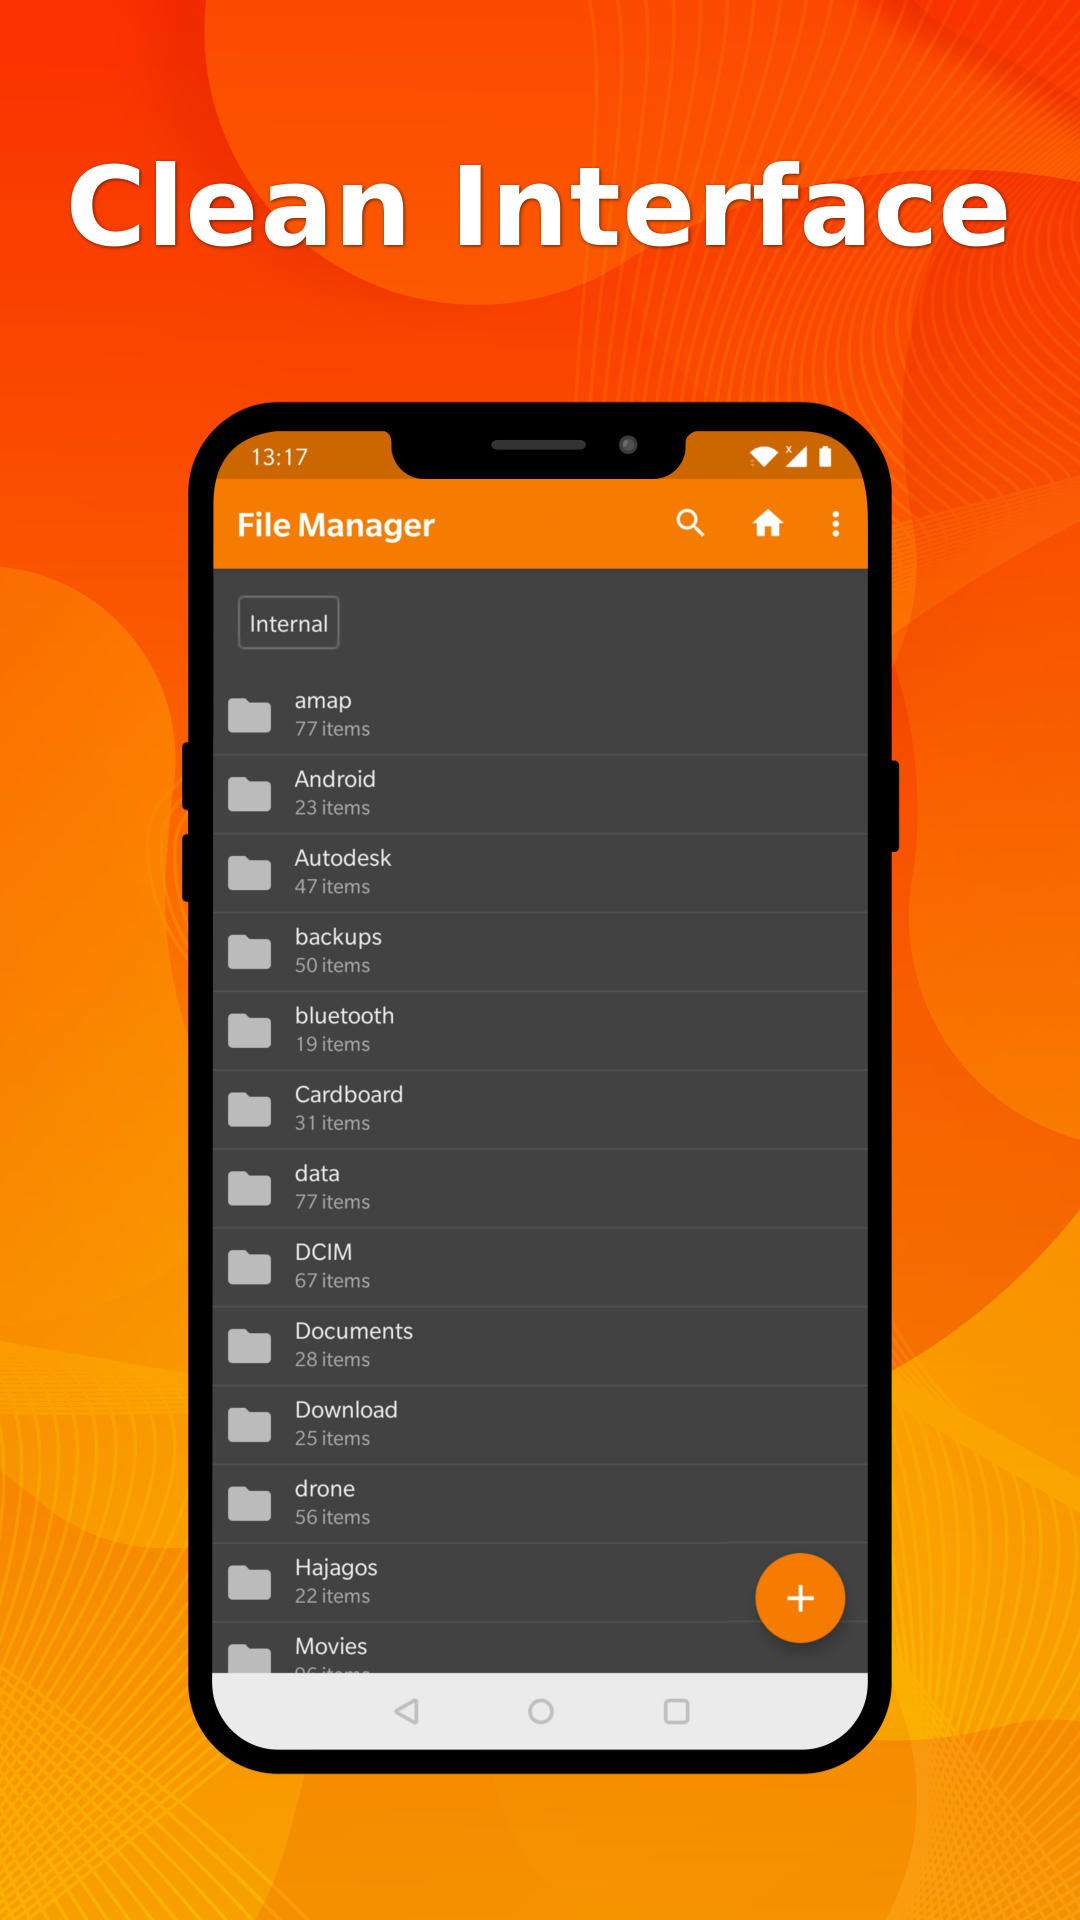 Clean Interface
13:17
File Manager
Internal
amap
77 items
Android
23 items
Autodesk
47 items
backups
50 items
bluetooth
19 items
Cardboard
31 items
data
77 items
DCIM
67 items
Documents
28 items
Download
25 items
drone
56 items
Hajagos
22 items
Movies